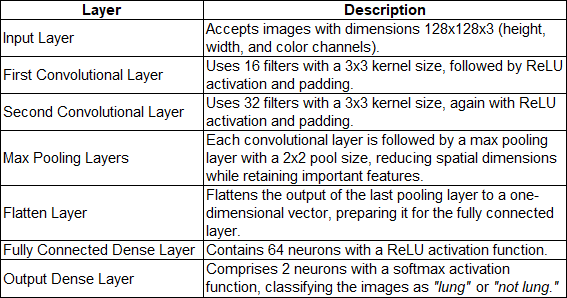 Layer Description
Input Layer
Accepts images with dimensions 128x128x3 (height,
width, and color channels).
First Convolutional Layer
Uses 16 filters with a 3x3 kernel size, followed by ReLU
activation and padding.
Second Convolutional Layer
Uses 32 filters with a 3x3 kernel size, again with ReLU
activation and padding.
Max Pooling Layers
Each convolutional layer is followed by a max pooling
layer with a 2x2 pool size, reducing spatial dimensions
while retaining important features.
Flatten Layer
Flattens the output of the last pooling layer to a one-
dimensional vector, preparing it for the fully connected
layer.
Fully Connected Dense Layer
Contains 64 neurons with a ReLU activation function.
Output Dense Layer
Comprises 2 neurons with a softmax activation
function, classifying the images as "lung" or "not lung."